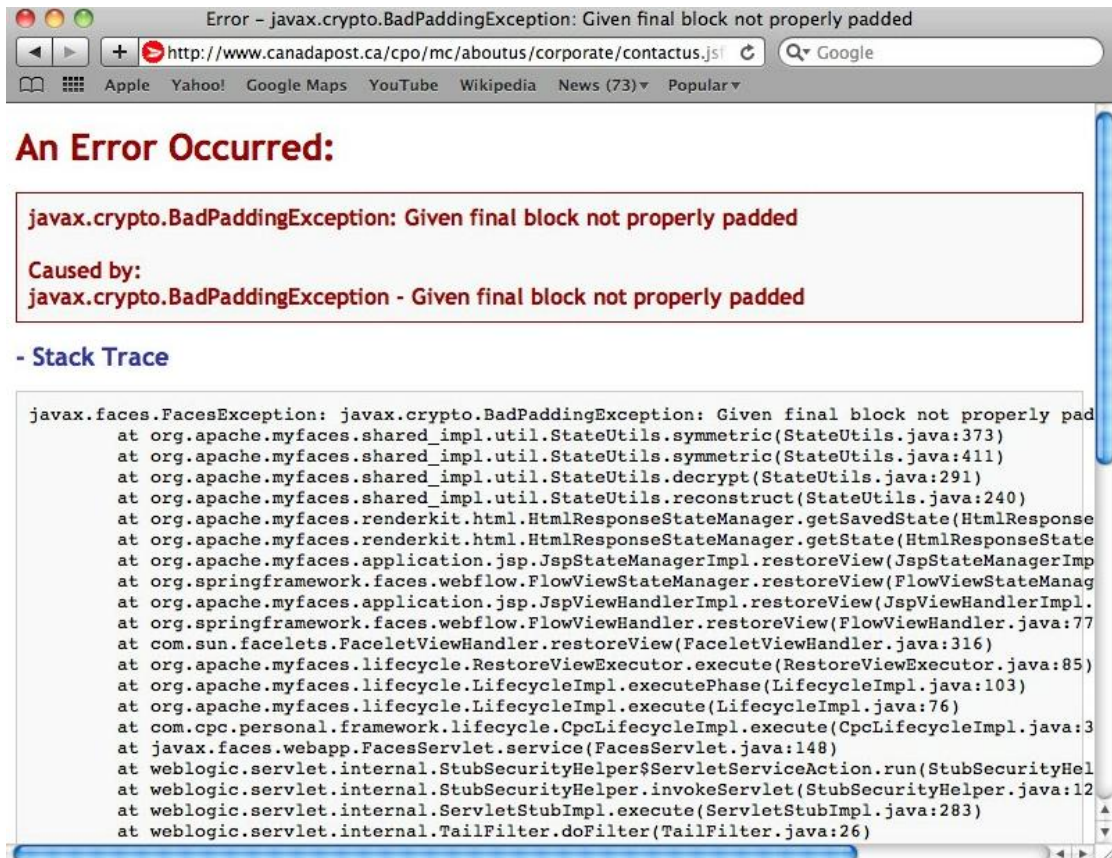 Error – javax.crypto.BadPaddingException: Given final block not properly padded
http://www.canadapost.ca/cpo/mc/aboutus/corporate/contactus.jsf
Google
Apple Yahoo! Google Maps YouTube Wikipedia News (73) Popular
An Error Occurred:
javax.crypto.BadPaddingException: Given final block not properly padded
Caused by:
javax.crypto.BadPaddingException - Given final block not properly padded
- Stack Trace
javax.faces.FacesException: javax.crypto.BadPaddingException: Given final block not properly pad
at org.apache.myfaces.shared_impl.util.StateUtils.symmetric(StateUtils.java:373)
at org.apache.myfaces.shared_impl.util.StateUtils.symmetric(StateUtils.java:411)
at org.apache.myfaces.shared_impl.util.StateUtils.decrypt(StateUtils.java:291)
at org.apache.myfaces.shared_impl.util.StateUtils.reconstruct(StateUtils.java:240)
at org.apache.myfaces.renderkit.html.HtmlResponseStateManager.getSavedState(HtmlResponse
at org.apache.myfaces.renderkit.html.HtmlResponseStateManager.getState(HtmlResponseState
at org.apache.myfaces.application.jsp.JspStateManagerImpl.restoreView(JspStateManagerImp
at org.springframework.faces.webflow.FlowViewStateManager.restoreView(FlowViewStateManag
at org.apache.myfaces.application.jsp.JspViewHandlerImpl.restoreView(JspViewHandlerImpl.
at org.springframework.faces.webflow.FlowViewHandler.restoreView(FlowViewHandler.java:77
at com.sun.facelets.FaceletViewHandler.restoreView(FaceletViewHandler.java:316)
at org.apache.myfaces.lifecycle.RestoreViewExecutor.execute(RestoreViewExecutor.java:85)
at org.apache.myfaces.lifecycle.LifecycleImpl.executePhase(LifecycleImpl.java:103)
at org.apache.myfaces.lifecycle.LifecycleImpl.execute(LifecycleImpl.java:76)
at com.cpc.personal.framework.lifecycle.CpcLifecycleImpl.execute(CpcLifecycleImpl.java:3
at javax.faces.webapp.FacesServlet.service(FacesServlet.java:148)
at weblogic.servlet.internal.StubSecurityHelper$ServletServiceAction.run(StubSecurityHel
at weblogic.servlet.internal.StubSecurityHelper.invokeServlet(StubSecurityHelper.java:12
at weblogic.servlet.internal.ServletStubImpl.execute(ServletStubImpl.java:283)
at weblogic.servlet.internal.TailFilter.doFilter(TailFilter.java:26)